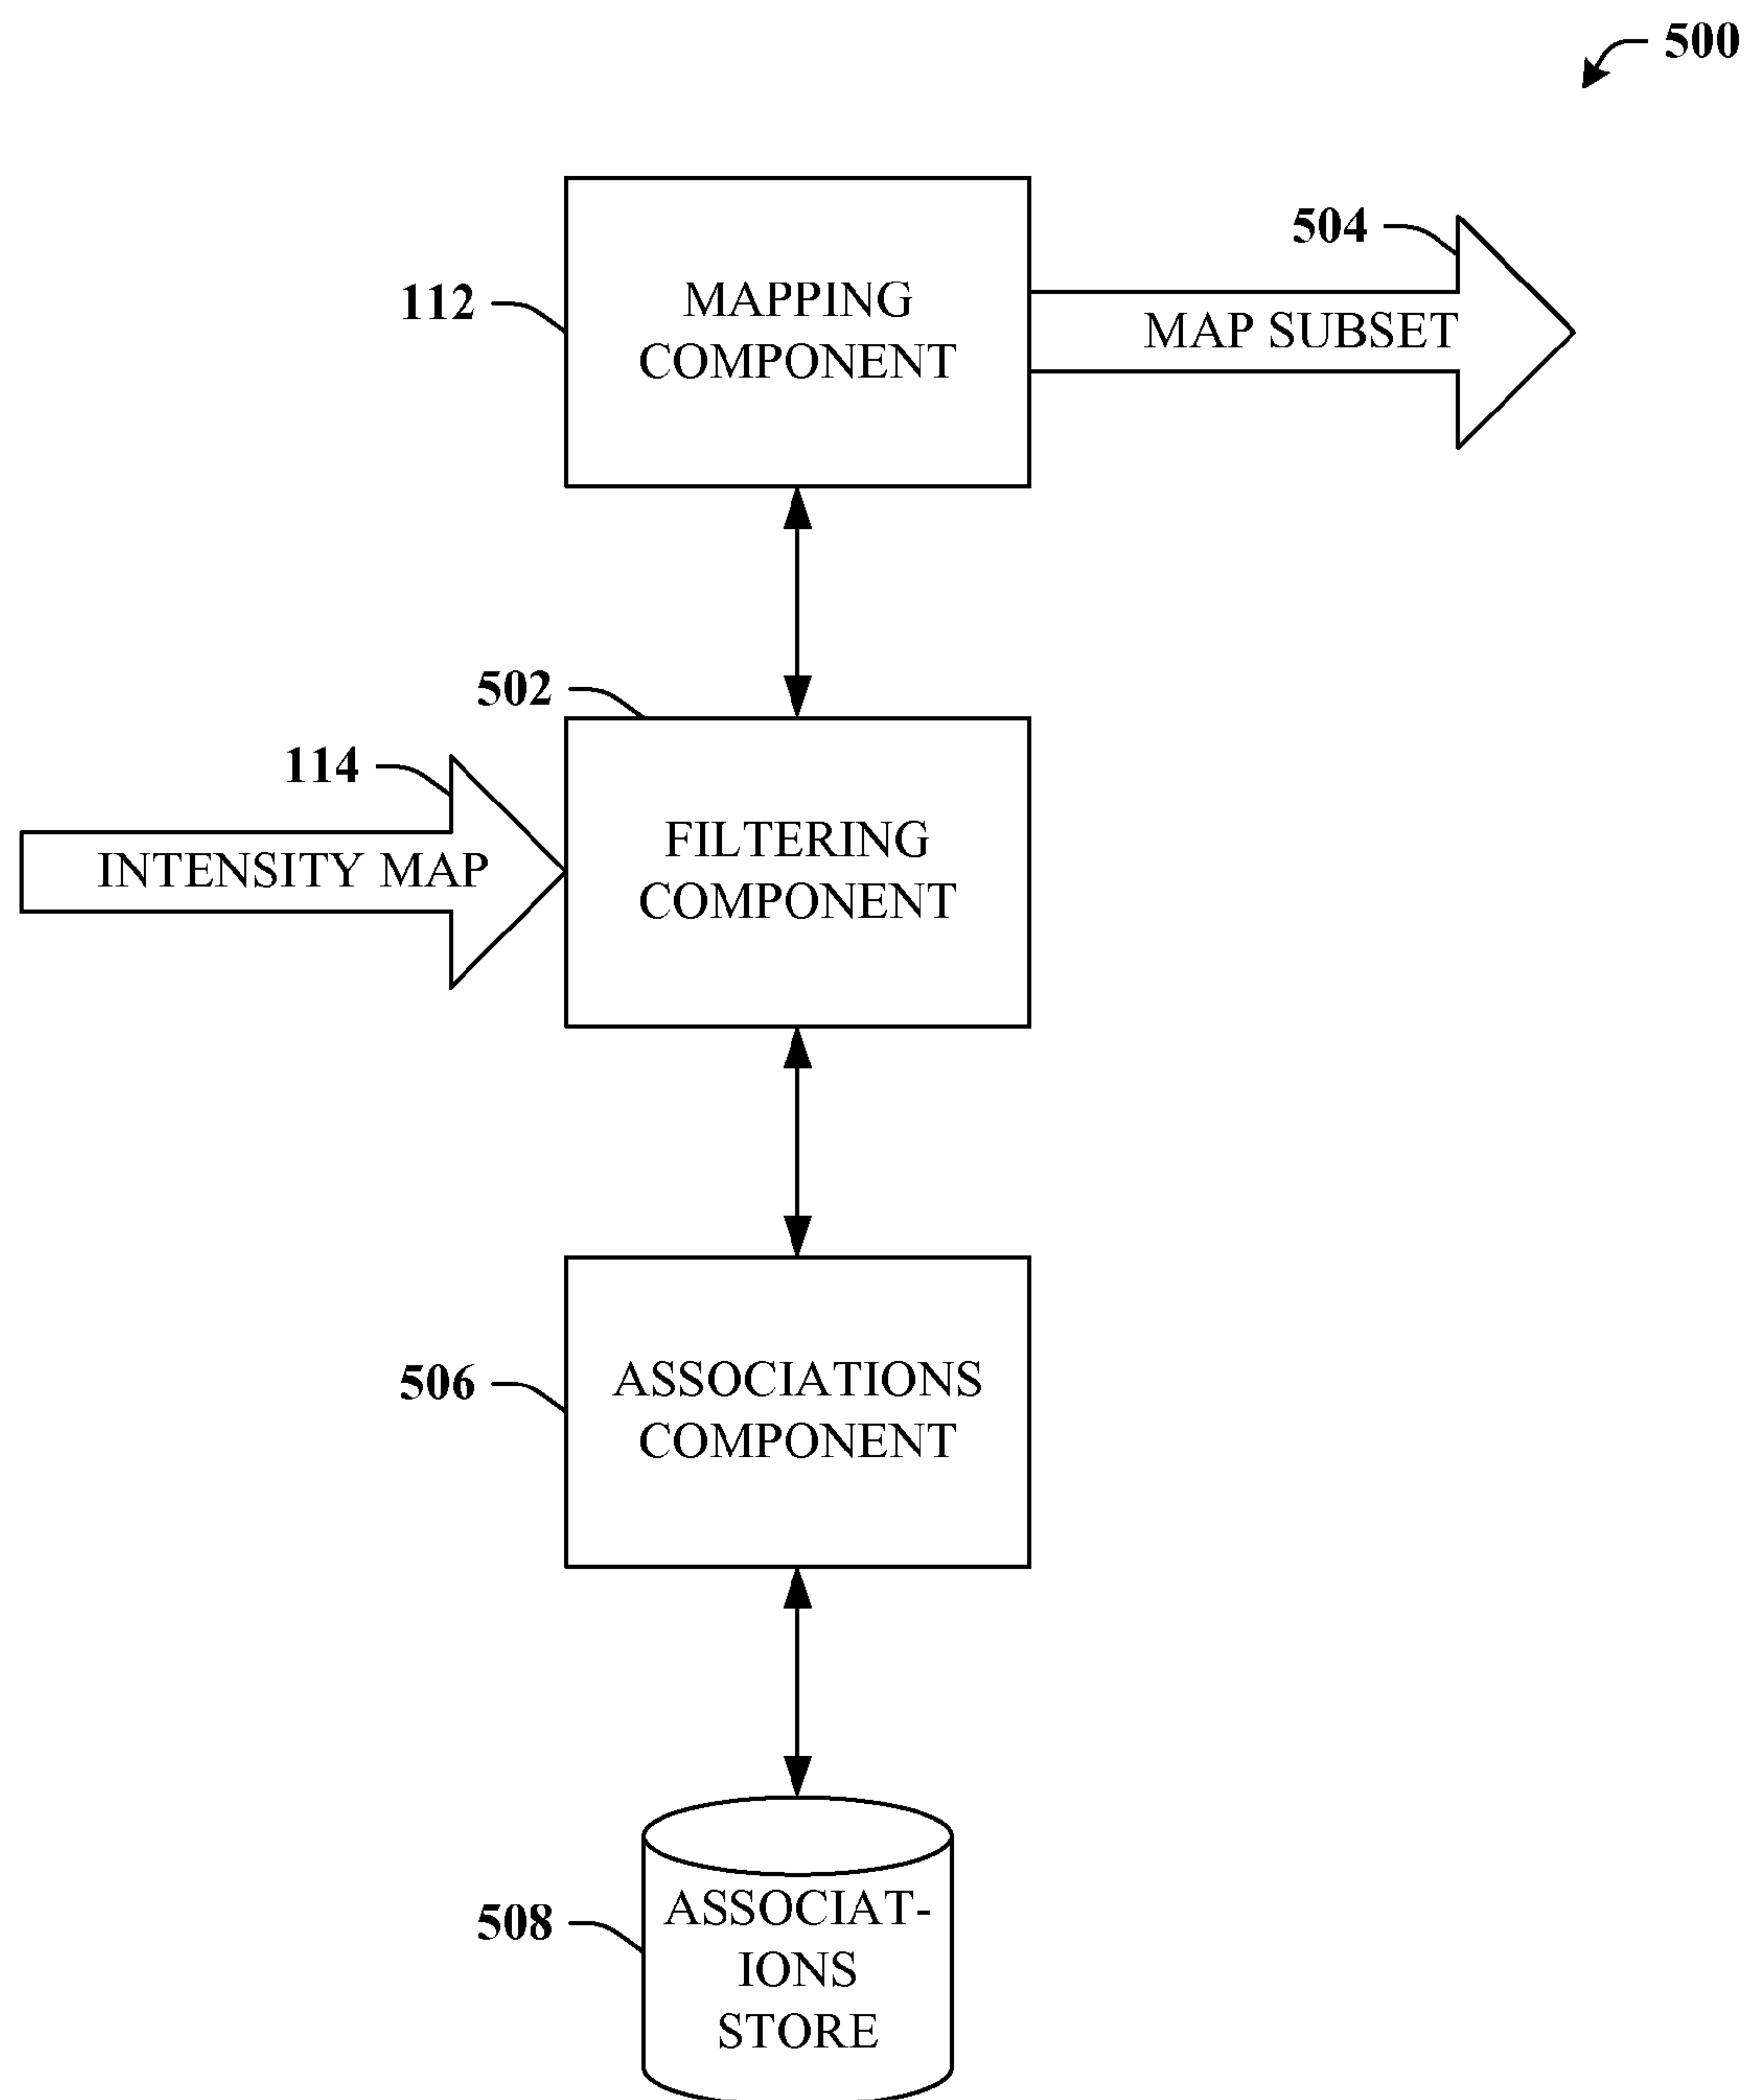 500
504
112
MAPPING
COMPONENT
MAP SUBSET
502
114
FILTERING
COMPONENT
INTENSITY MAP
506
ASSOCIATIONS
COMPONENT
508
ASSOCIAT-
IONS
STORE